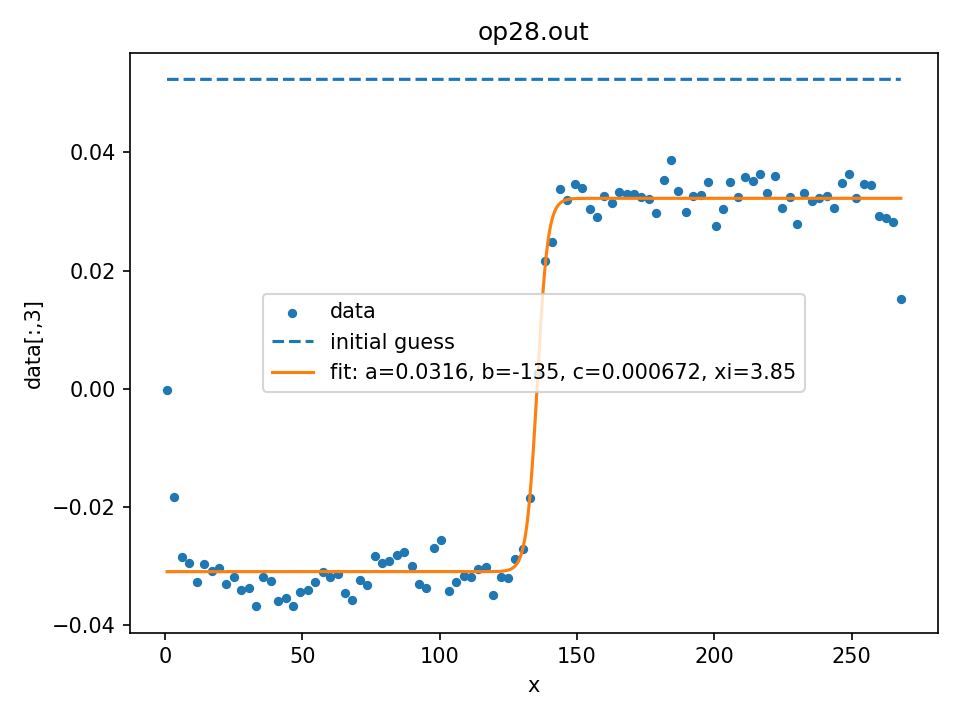 op28.out
data[:,3]
0.04
0.02
0.00
−0.02
−0.04
data
initial guess
fit: a=0.0316, b=-135, c=0.000672, xi=3.85
0 50 100 150 200 250
x